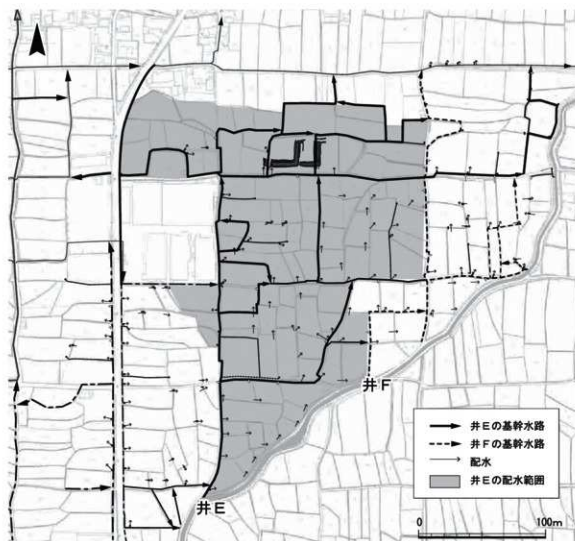 井F
井E
井Eの基幹水路
井Fの基幹水路
配水
井Eの配水範囲
0 100m